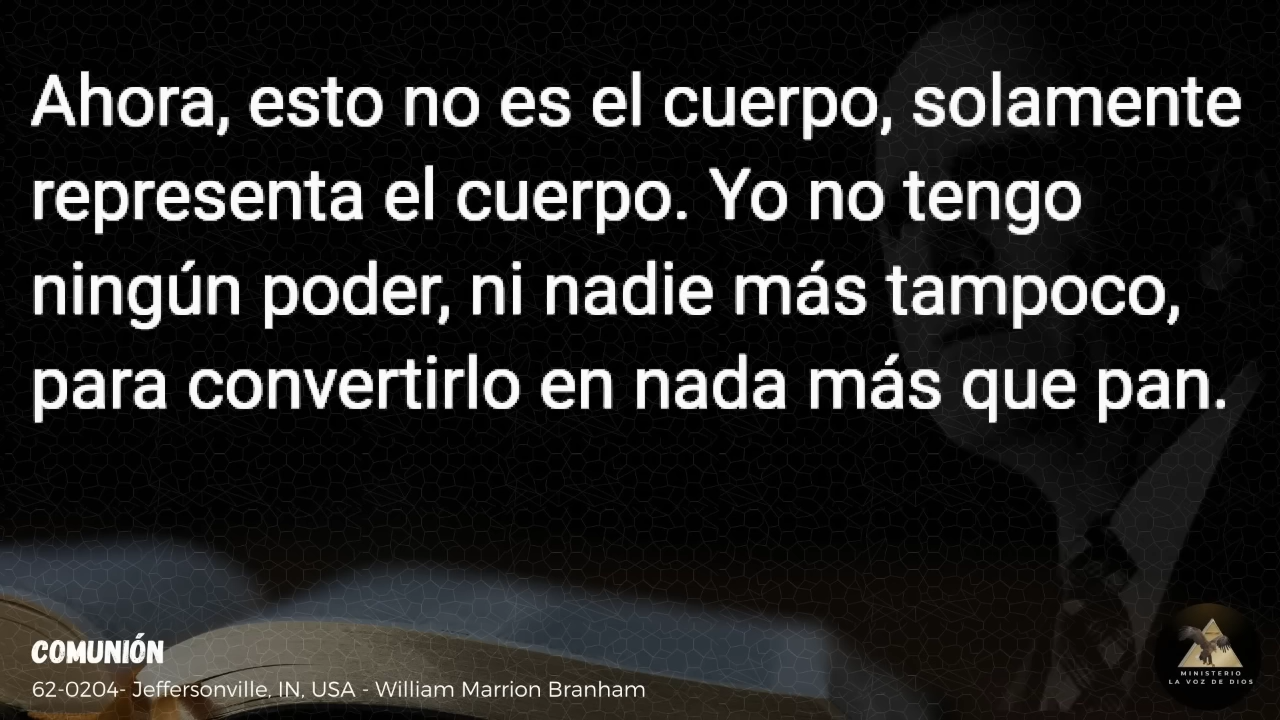 Ahora, esto no es el cuerpo, solamente
representa el cuerpo. Yo no tengo
ningún poder, ni nadie más tampoco,
para convertirlo en nada más que pan.
COMUNIÓN
62-0204- Jeffersonville, IN, USA - William Marrion Branham
MINISTERIO
LA VOZ DE DIOS